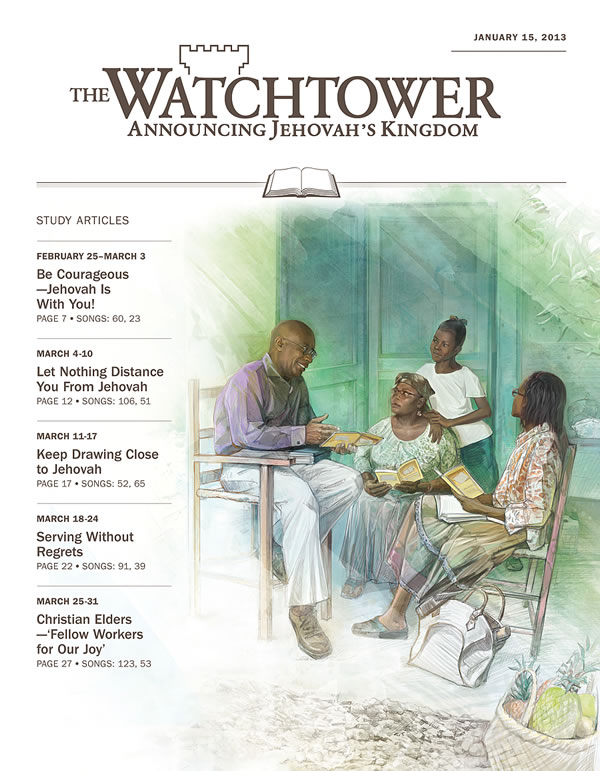 JANUARY 15, 2013
THE WATCHTOWER
ANNOUNCING JEHOVAH'S KINGDOM
STUDY ARTICLES
FEBRUARY 25–MARCH 3
Be Courageous
—Jehovah Is
With You!
PAGE 7 • SONGS: 60, 23
MARCH 4-10
Let Nothing Distance
You From Jehovah
PAGE 12 • SONGS: 106, 51
MARCH 11-17
Keep Drawing Close
to Jehovah
PAGE 17 • SONGS: 52, 65
MARCH 18-24
Serving Without
Regrets
PAGE 22 • SONGS: 91, 39
MARCH 25-31
Christian Elders
—‘Fellow Workers
for Our Joy’
PAGE 27 • SONGS: 123, 53